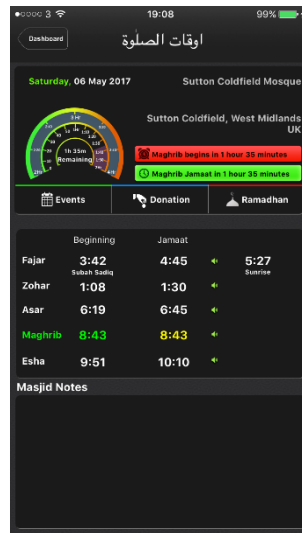 3 19:08 99%
Dashboard اوقات الصلوة
Saturday, 06 May 2017 Sutton Coldfield Mosque
Sutton Coldfield, West Midlands
UK
1h 35m
Remaining
Maghrib begins in 1 hour 35 minutes
Maghrib Jamaat in 1 hour 35 minutes
Events Donation Ramadhan
Beginning Jamaat
Fajar 3:42 4:45 5:27
Subah Sadiq Sunrise
Zohar 1:08 1:30
Asar 6:19 6:45
Maghrib 8:43 8:43
Esha 9:51 10:10
Masjid Notes